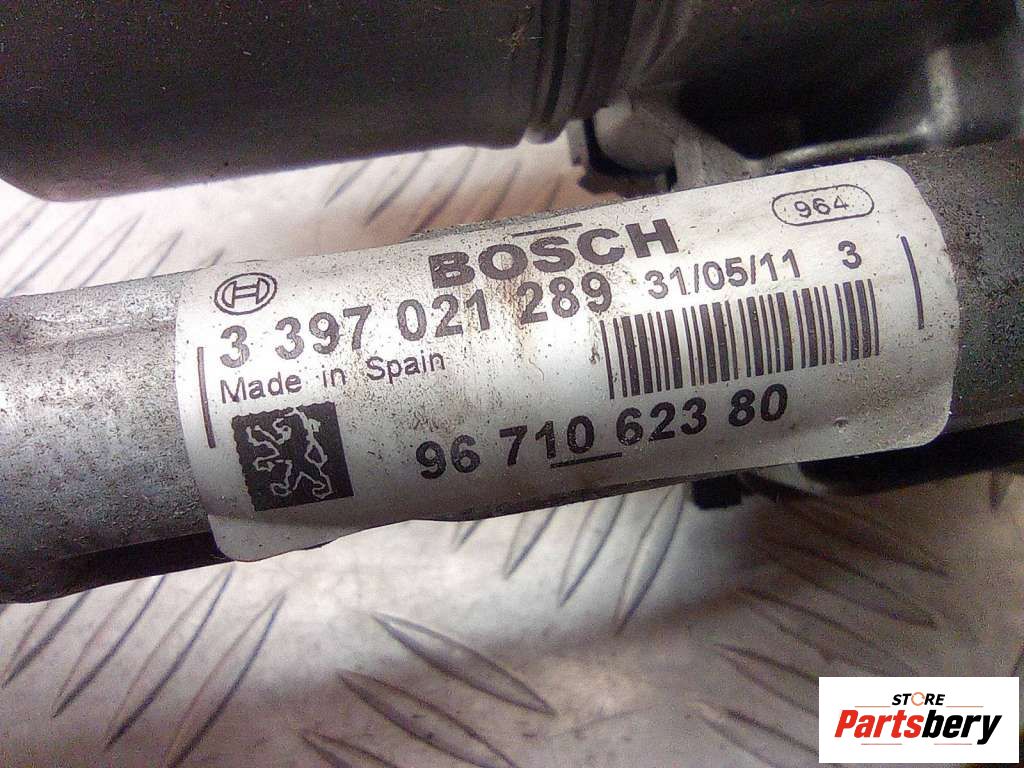 964
BOSCH
3 397 021 289 31/05/11 3
Made in Spain
96 710 623 80
STORE
Partsbery